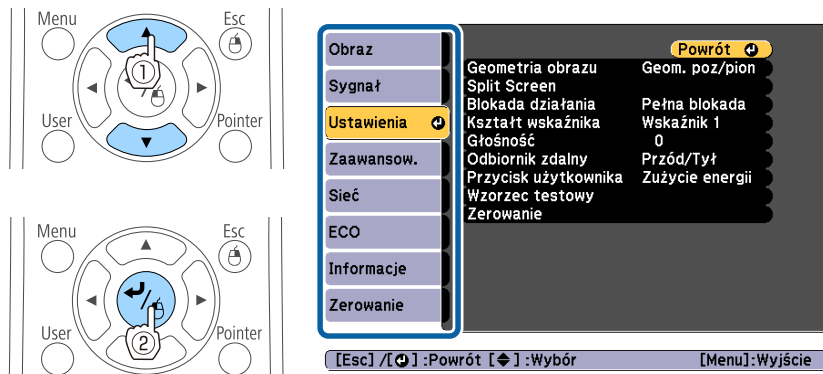 Menu
Esc
1
User
Pointer
Menu
Esc
User
2
Pointer
Obraz
Sygnał
Ustawienia
Zaawansow.
Sieć
ECO
Informacje
Zerowanie
Powrót
Geometria obrazu Geom. poz/pion
Split Screen
Blokada działania Pełna blokada
Kształt wskaźnika Wskaźnik 1
Głośność 0
Odbiornik zdalny Przód/Tył
Przycisk użytkownika Zużycie energii
Wzorzec testowy
Zerowanie
[Esc] /[ ] :Powrót [ ] :Wybór [Menu]:Wyjście